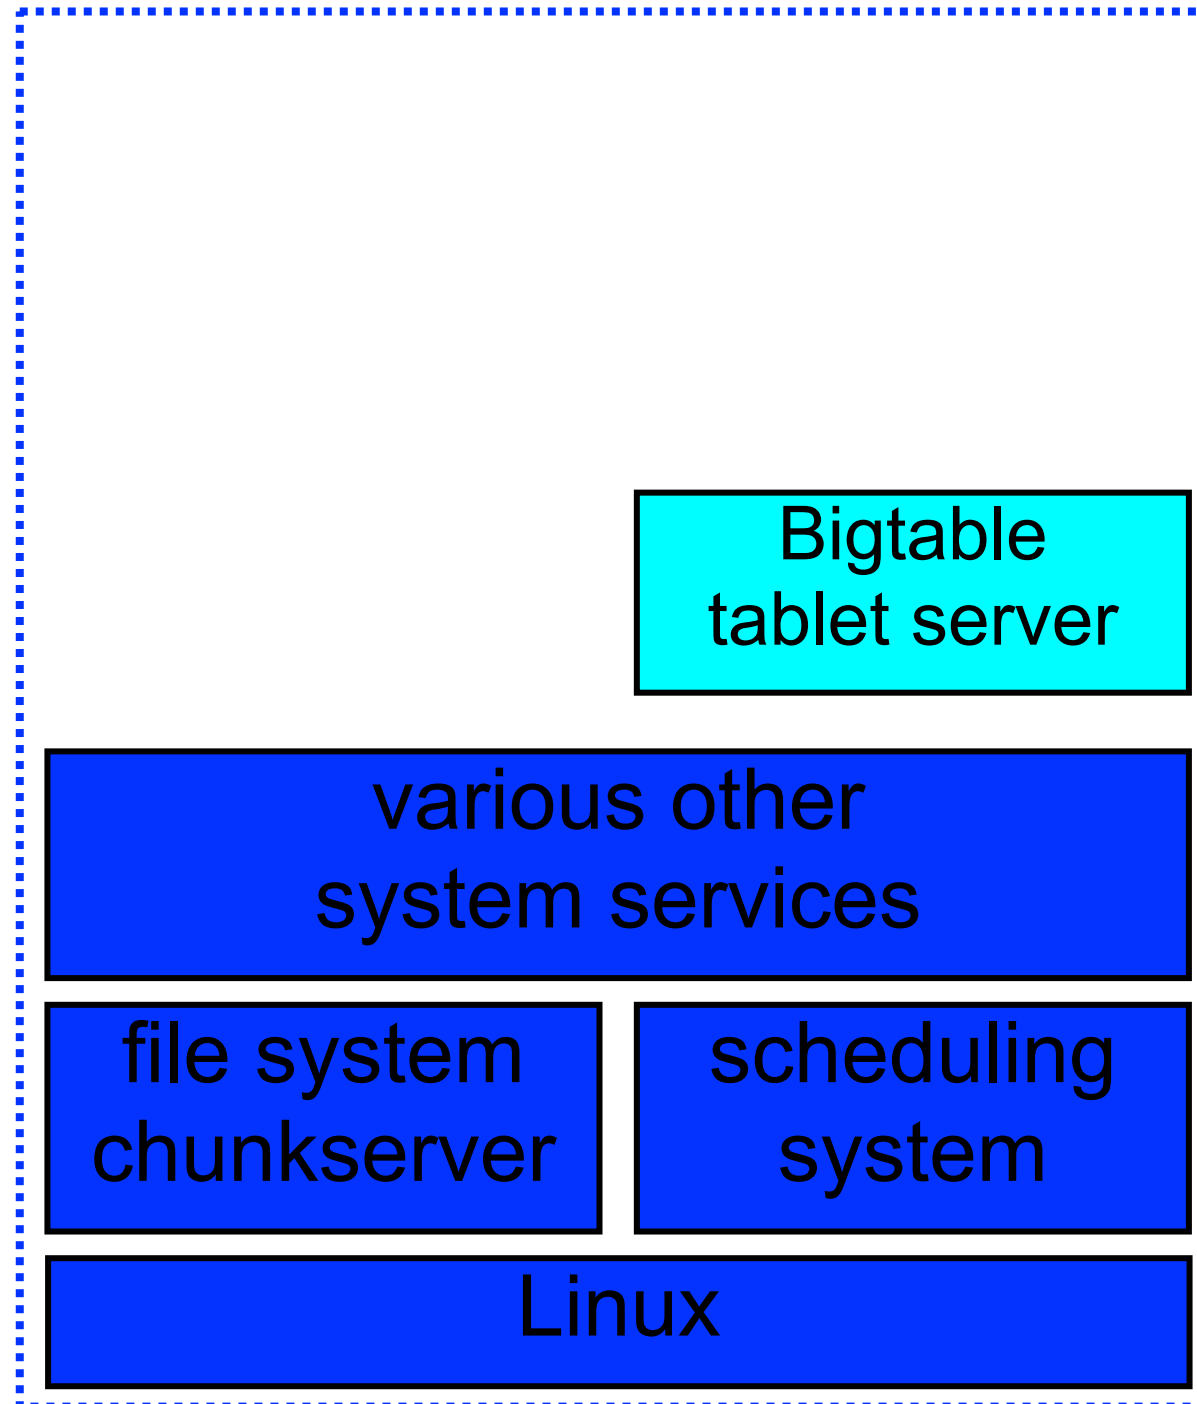 Bigtable
tablet server
various other
system services
file system
chunkserver
scheduling
system
Linux